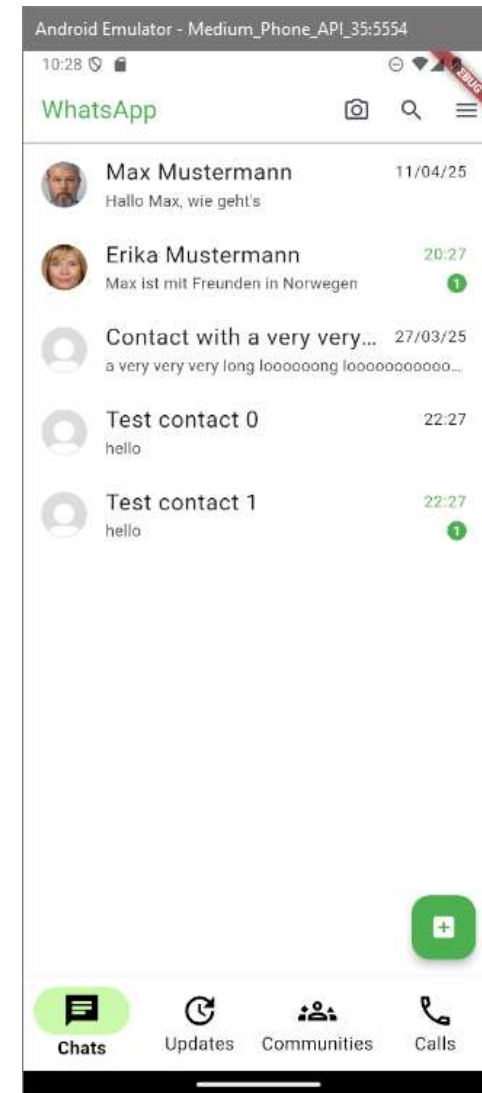 Android Emulator - Medium_Phone_API_35:5554
10:28
DEBUG
WhatsApp
Max Mustermann 11/04/25
Hallo Max, wie geht's
Erika Mustermann 20:27
Max ist mit Freunden in Norwegen 1
Contact with a very very... 27/03/25
a very very very long loooooong looooooooooooo...
Test contact 0 22:27
hello
Test contact 1 22:27
hello 1
Chats Updates Communities Calls